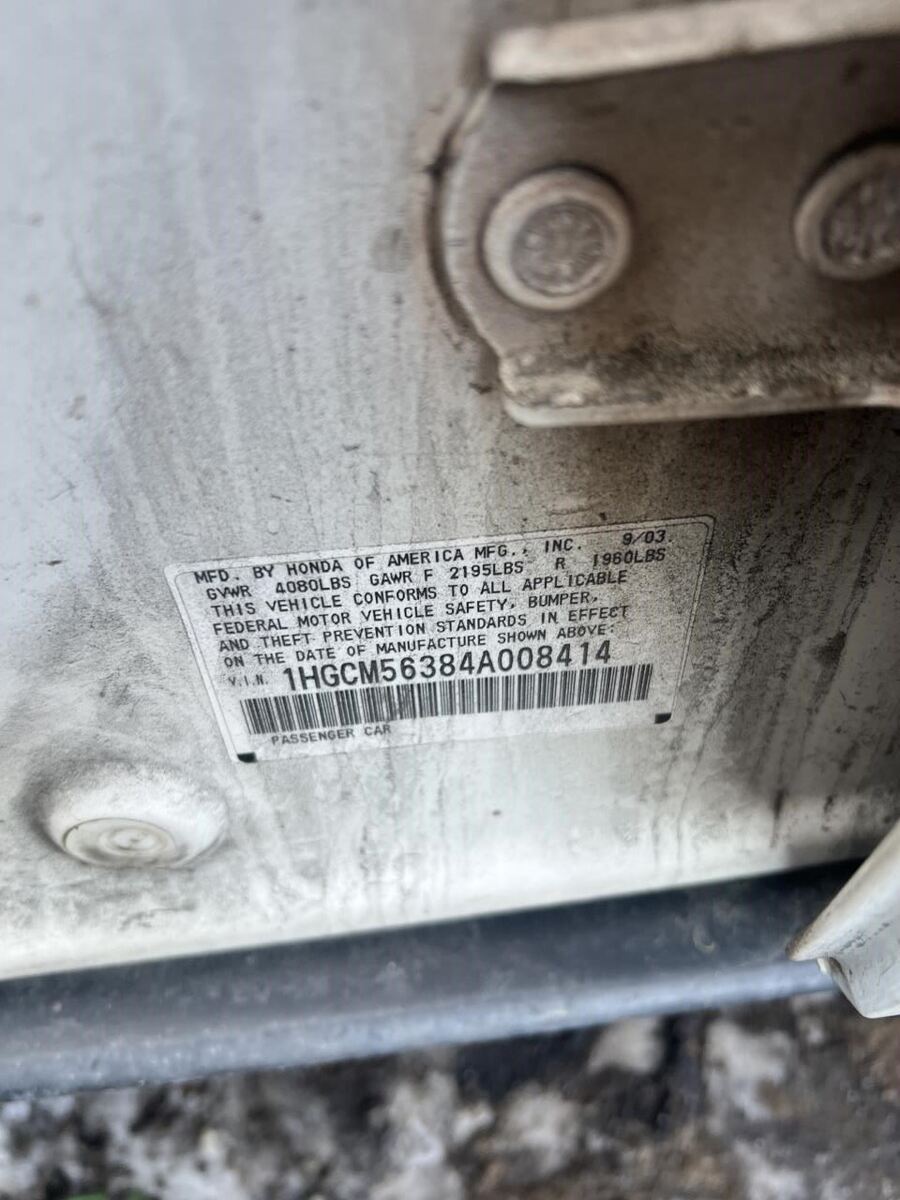 MFD. BY HONDA OF AMERICA MFG., INC. 9/03.
GVWR 4080LBS GAWR F 2195LBS R 1960LBS
THIS VEHICLE CONFORMS TO ALL APPLICABLE
FEDERAL MOTOR VEHICLE SAFETY, BUMPER,
AND THEFT PREVENTION STANDARDS IN EFFECT
ON THE DATE OF MANUFACTURE SHOWN ABOVE:
V.I.N. 1HGCM56384A008414
PASSENGER CAR